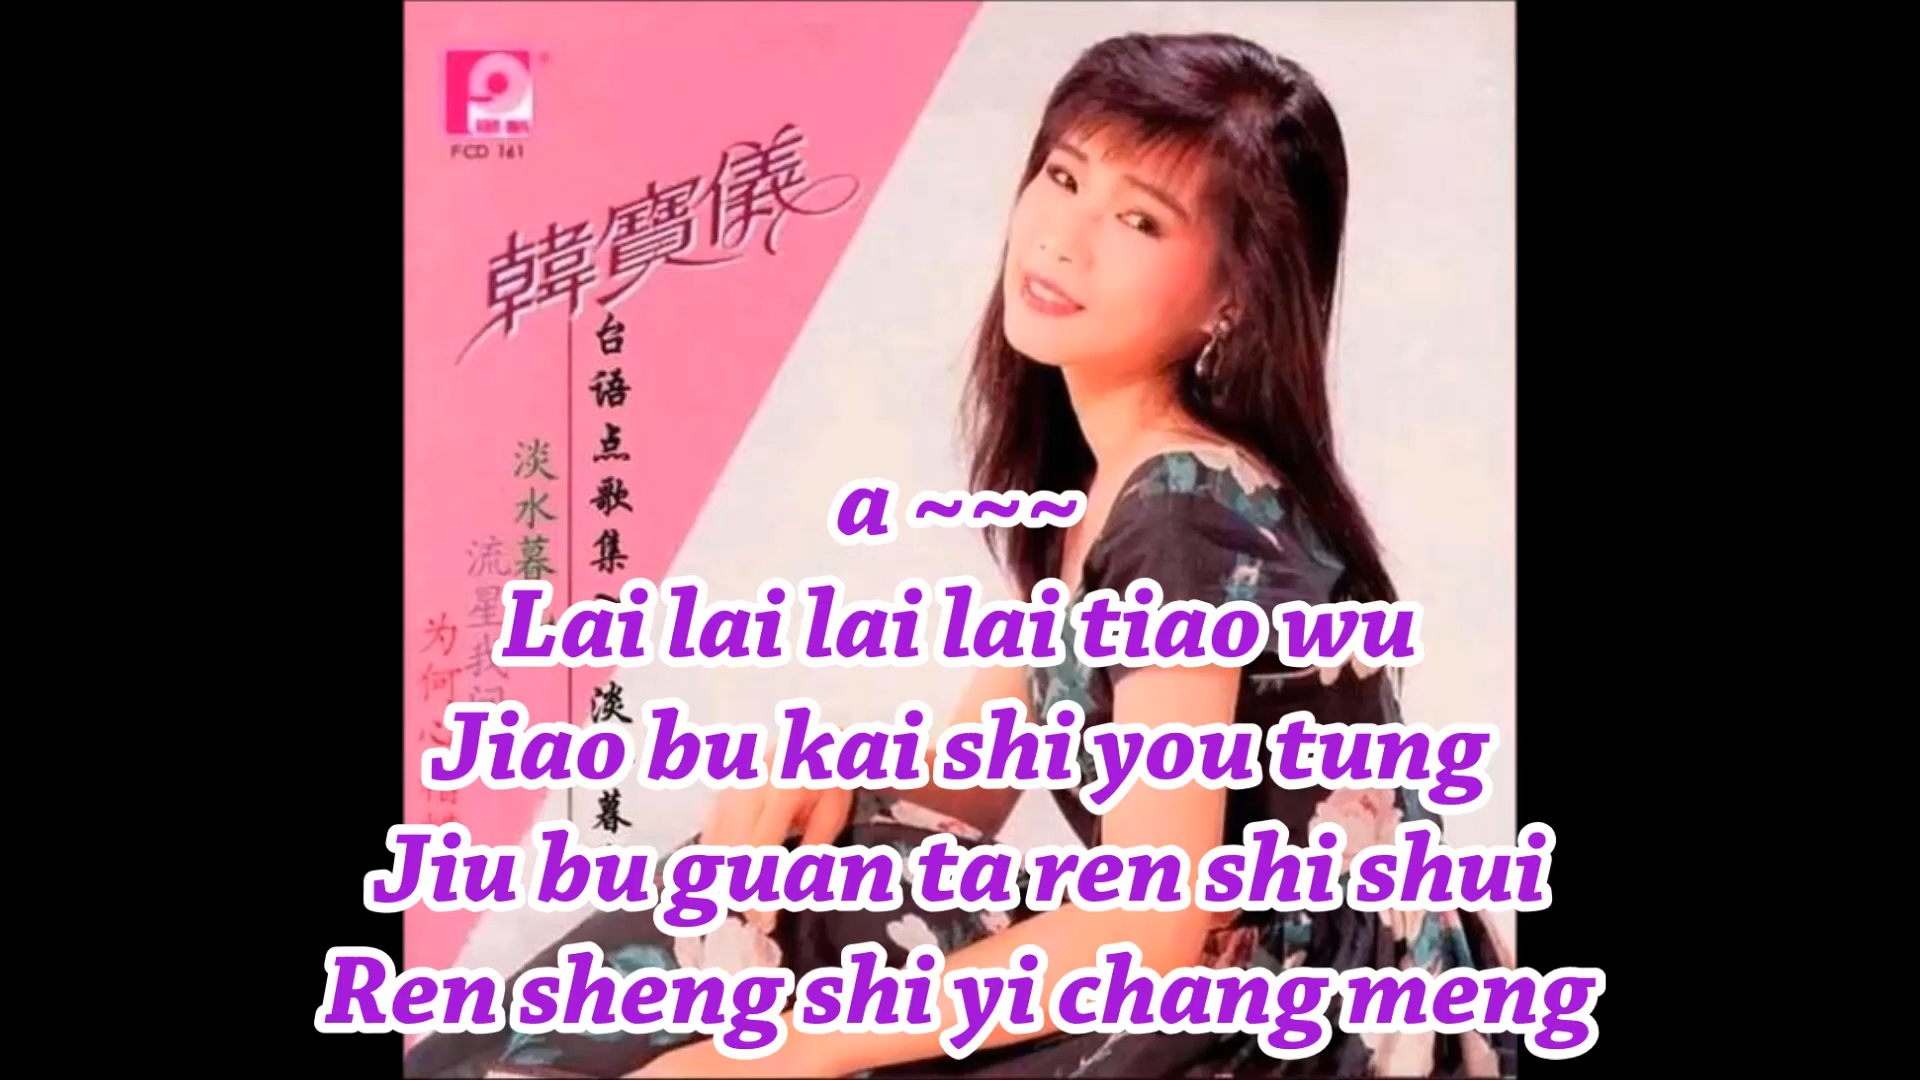 FCD 161
韓寶儀
台语点歌集~淡暮
淡水暮
流星我问
为何心
a ~~~
Lai lai lai lai tiao wu
Jiao bu kai shi you tung
Jiu bu guan ta ren shi shui
Ren sheng shi yi chang meng